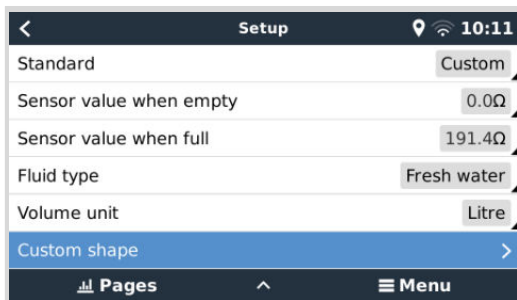 Setup 10:11
Standard Custom
Sensor value when empty 0.0Ω
Sensor value when full 191.4Ω
Fluid type Fresh water
Volume unit Litre
Custom shape
Pages Menu